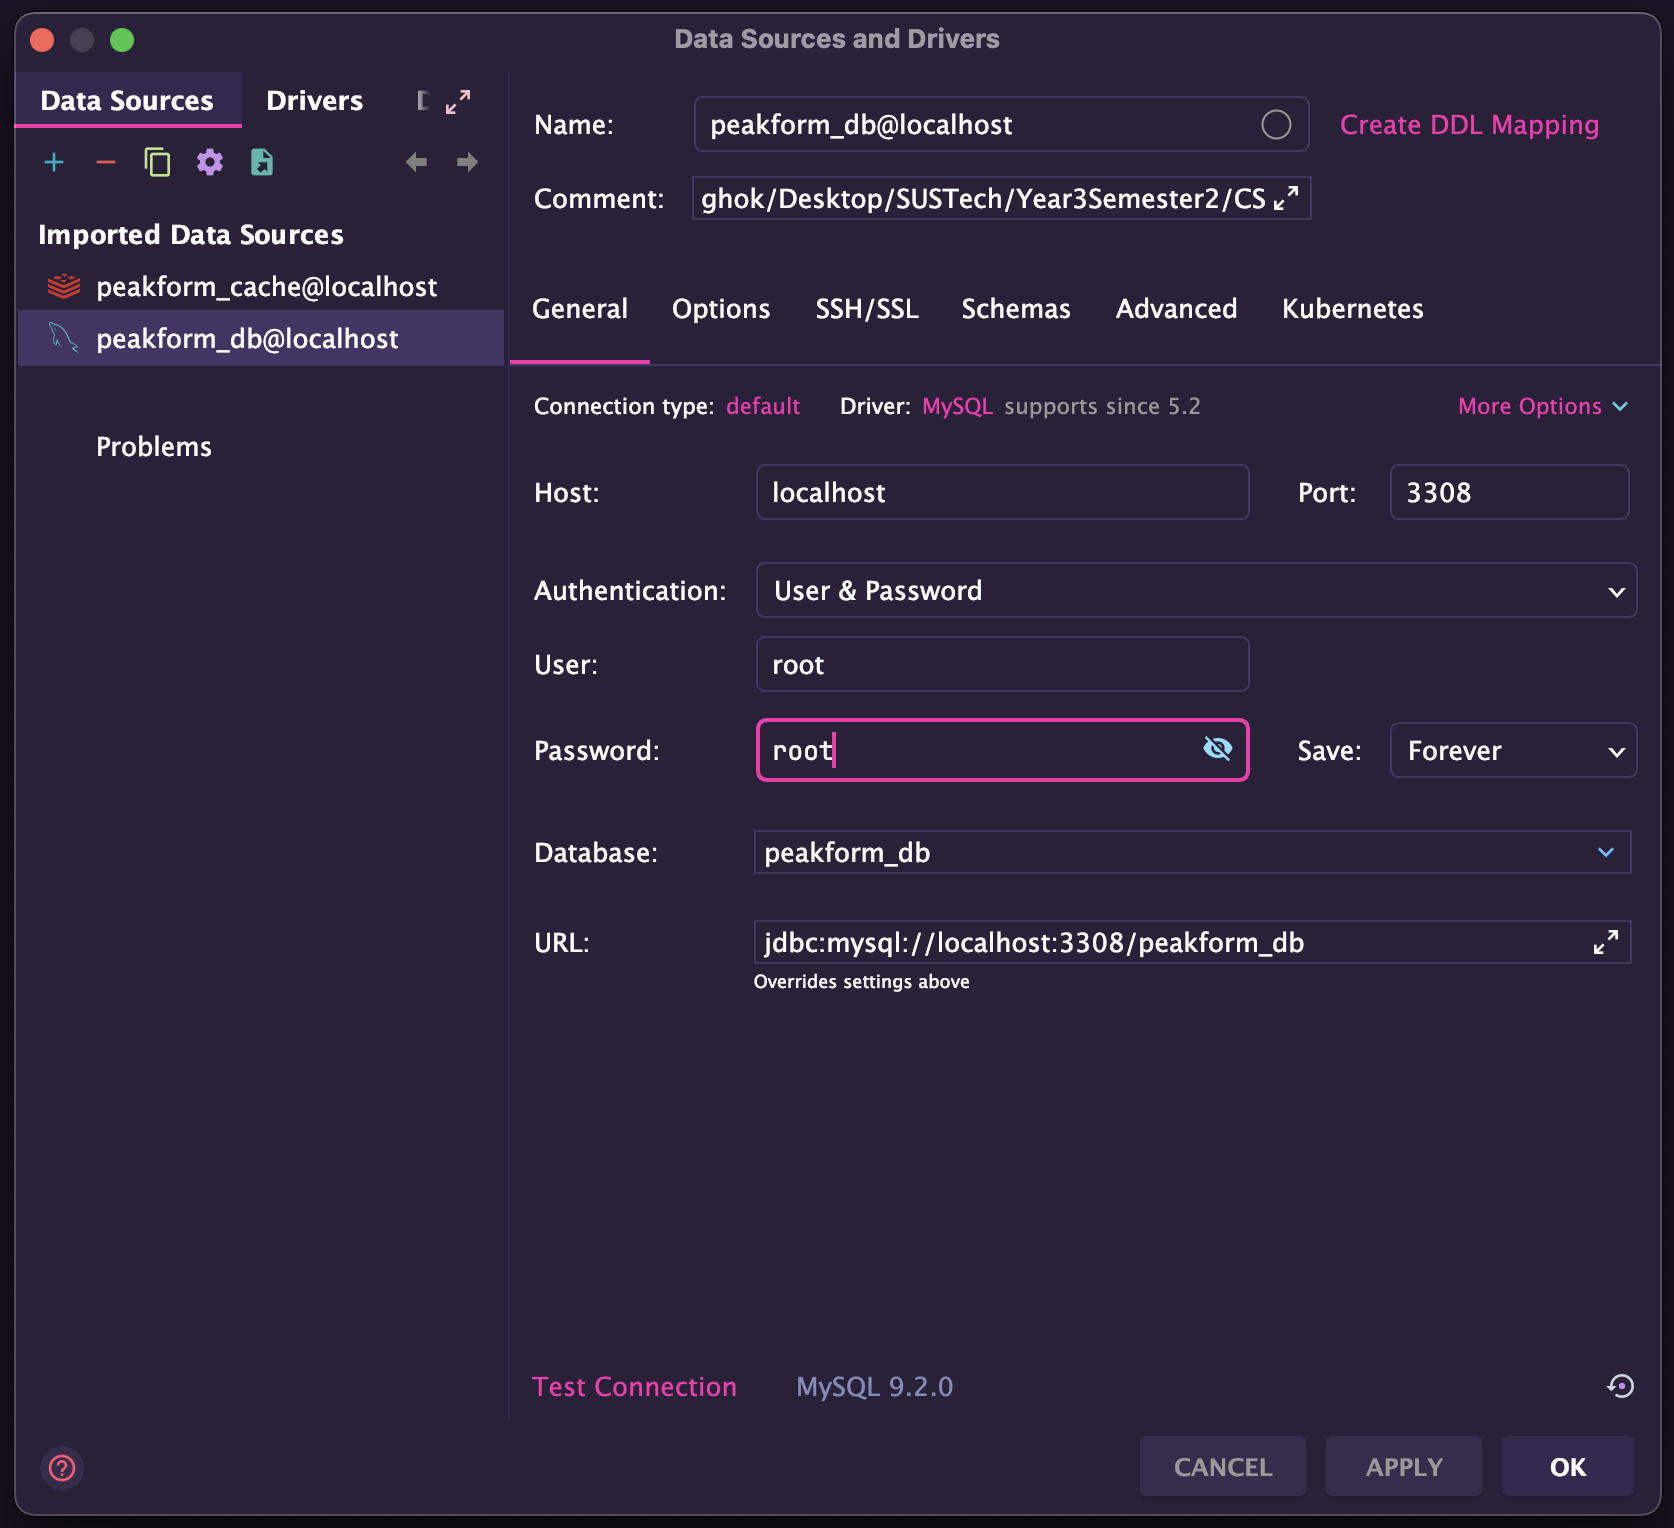 Data Sources and Drivers
Data Sources Drivers
Name: peakform_db@localhost Create DDL Mapping
Comment: ghok/Desktop/SUSTech/Year3Semester2/CS
Imported Data Sources
peakform_cache@localhost
peakform_db@localhost
Problems
General Options SSH/SSL Schemas Advanced Kubernetes
Connection type: default Driver: MySQL supports since 5.2 More Options
Host: localhost Port: 3308
Authentication: User & Password
User: root
Password: root Save: Forever
Database: peakform_db
URL: jdbc:mysql://localhost:3308/peakform_db
Overrides settings above
Test Connection MySQL 9.2.0
? CANCEL APPLY OK